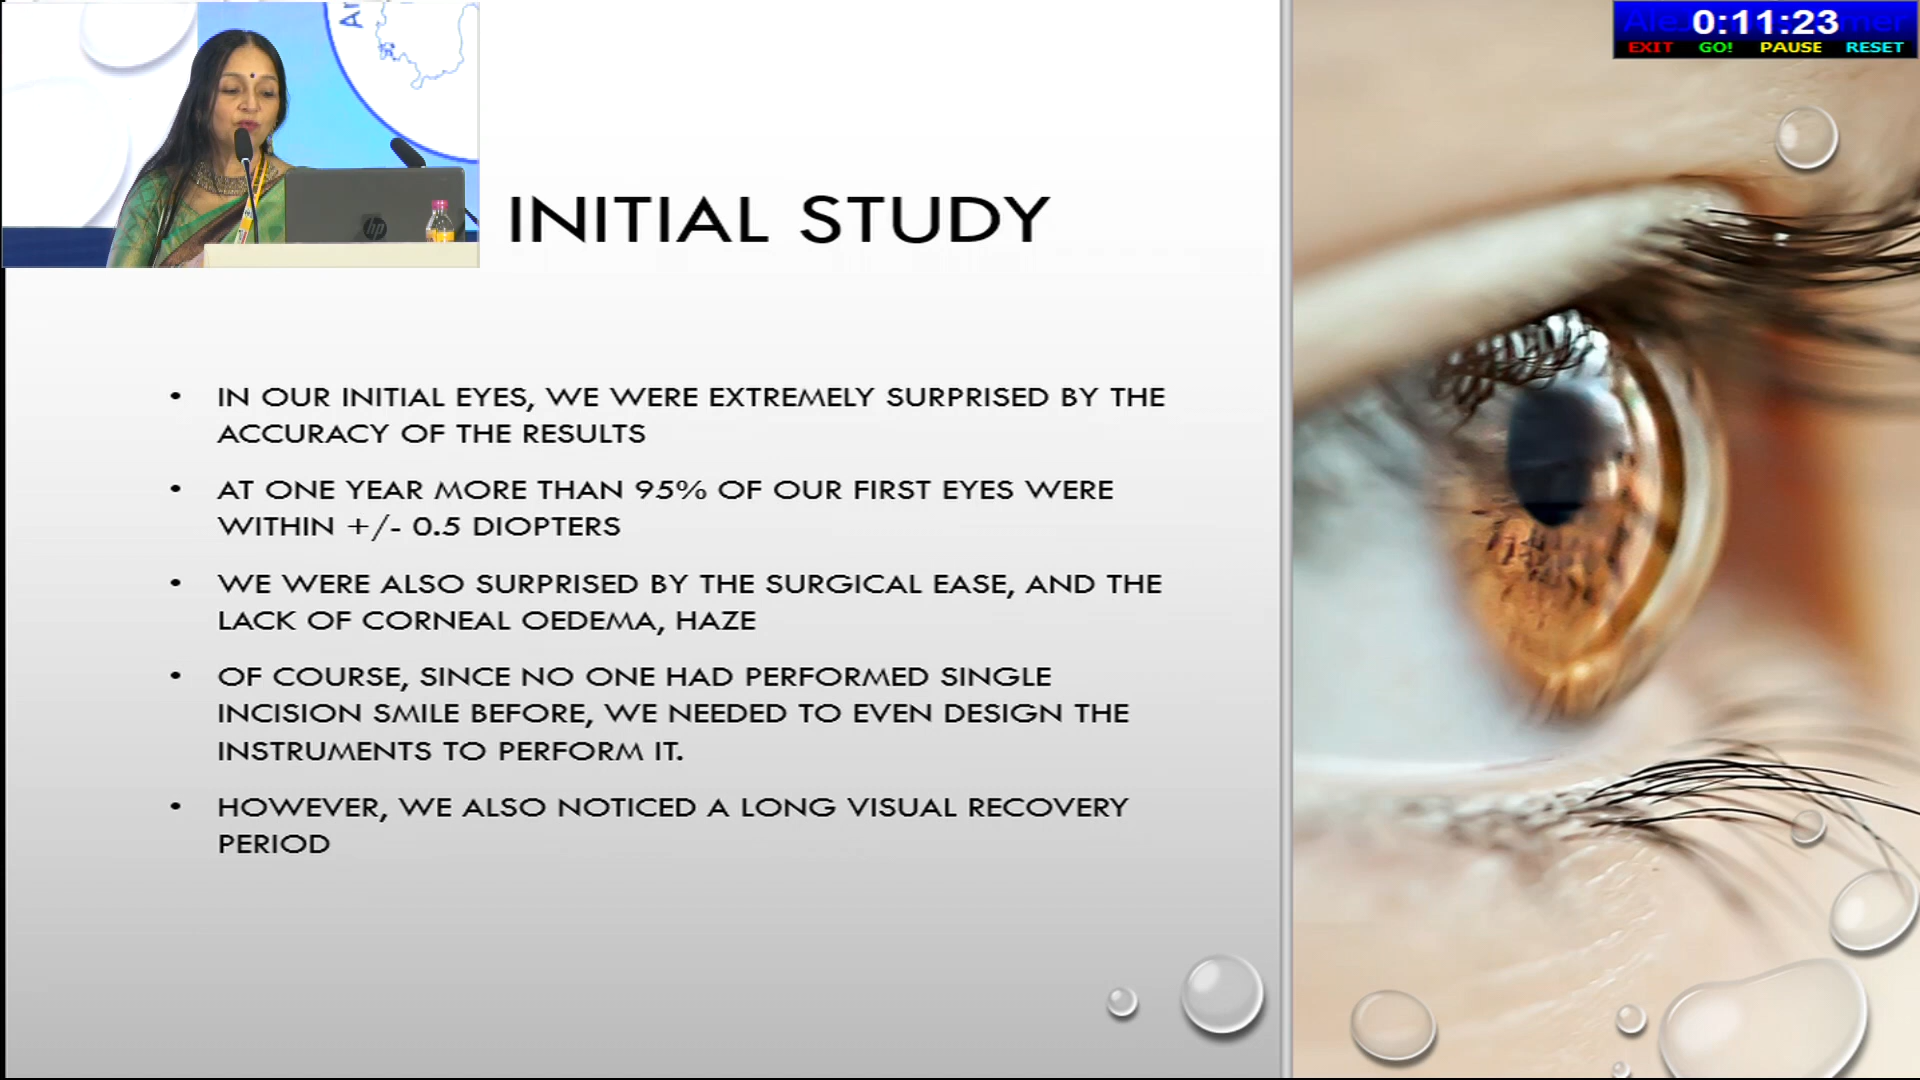 0:11:23
EXIT GO! PAUSE RESET
hp
INITIAL STUDY
• IN OUR INITIAL EYES, WE WERE EXTREMELY SURPRISED BY THE
ACCURACY OF THE RESULTS
• AT ONE YEAR MORE THAN 95% OF OUR FIRST EYES WERE
WITHIN +/- 0.5 DIOPTERS
• WE WERE ALSO SURPRISED BY THE SURGICAL EASE, AND THE
LACK OF CORNEAL OEDEMA, HAZE
• OF COURSE, SINCE NO ONE HAD PERFORMED SINGLE
INCISION SMILE BEFORE, WE NEEDED TO EVEN DESIGN THE
INSTRUMENTS TO PERFORM IT.
• HOWEVER, WE ALSO NOTICED A LONG VISUAL RECOVERY
PERIOD